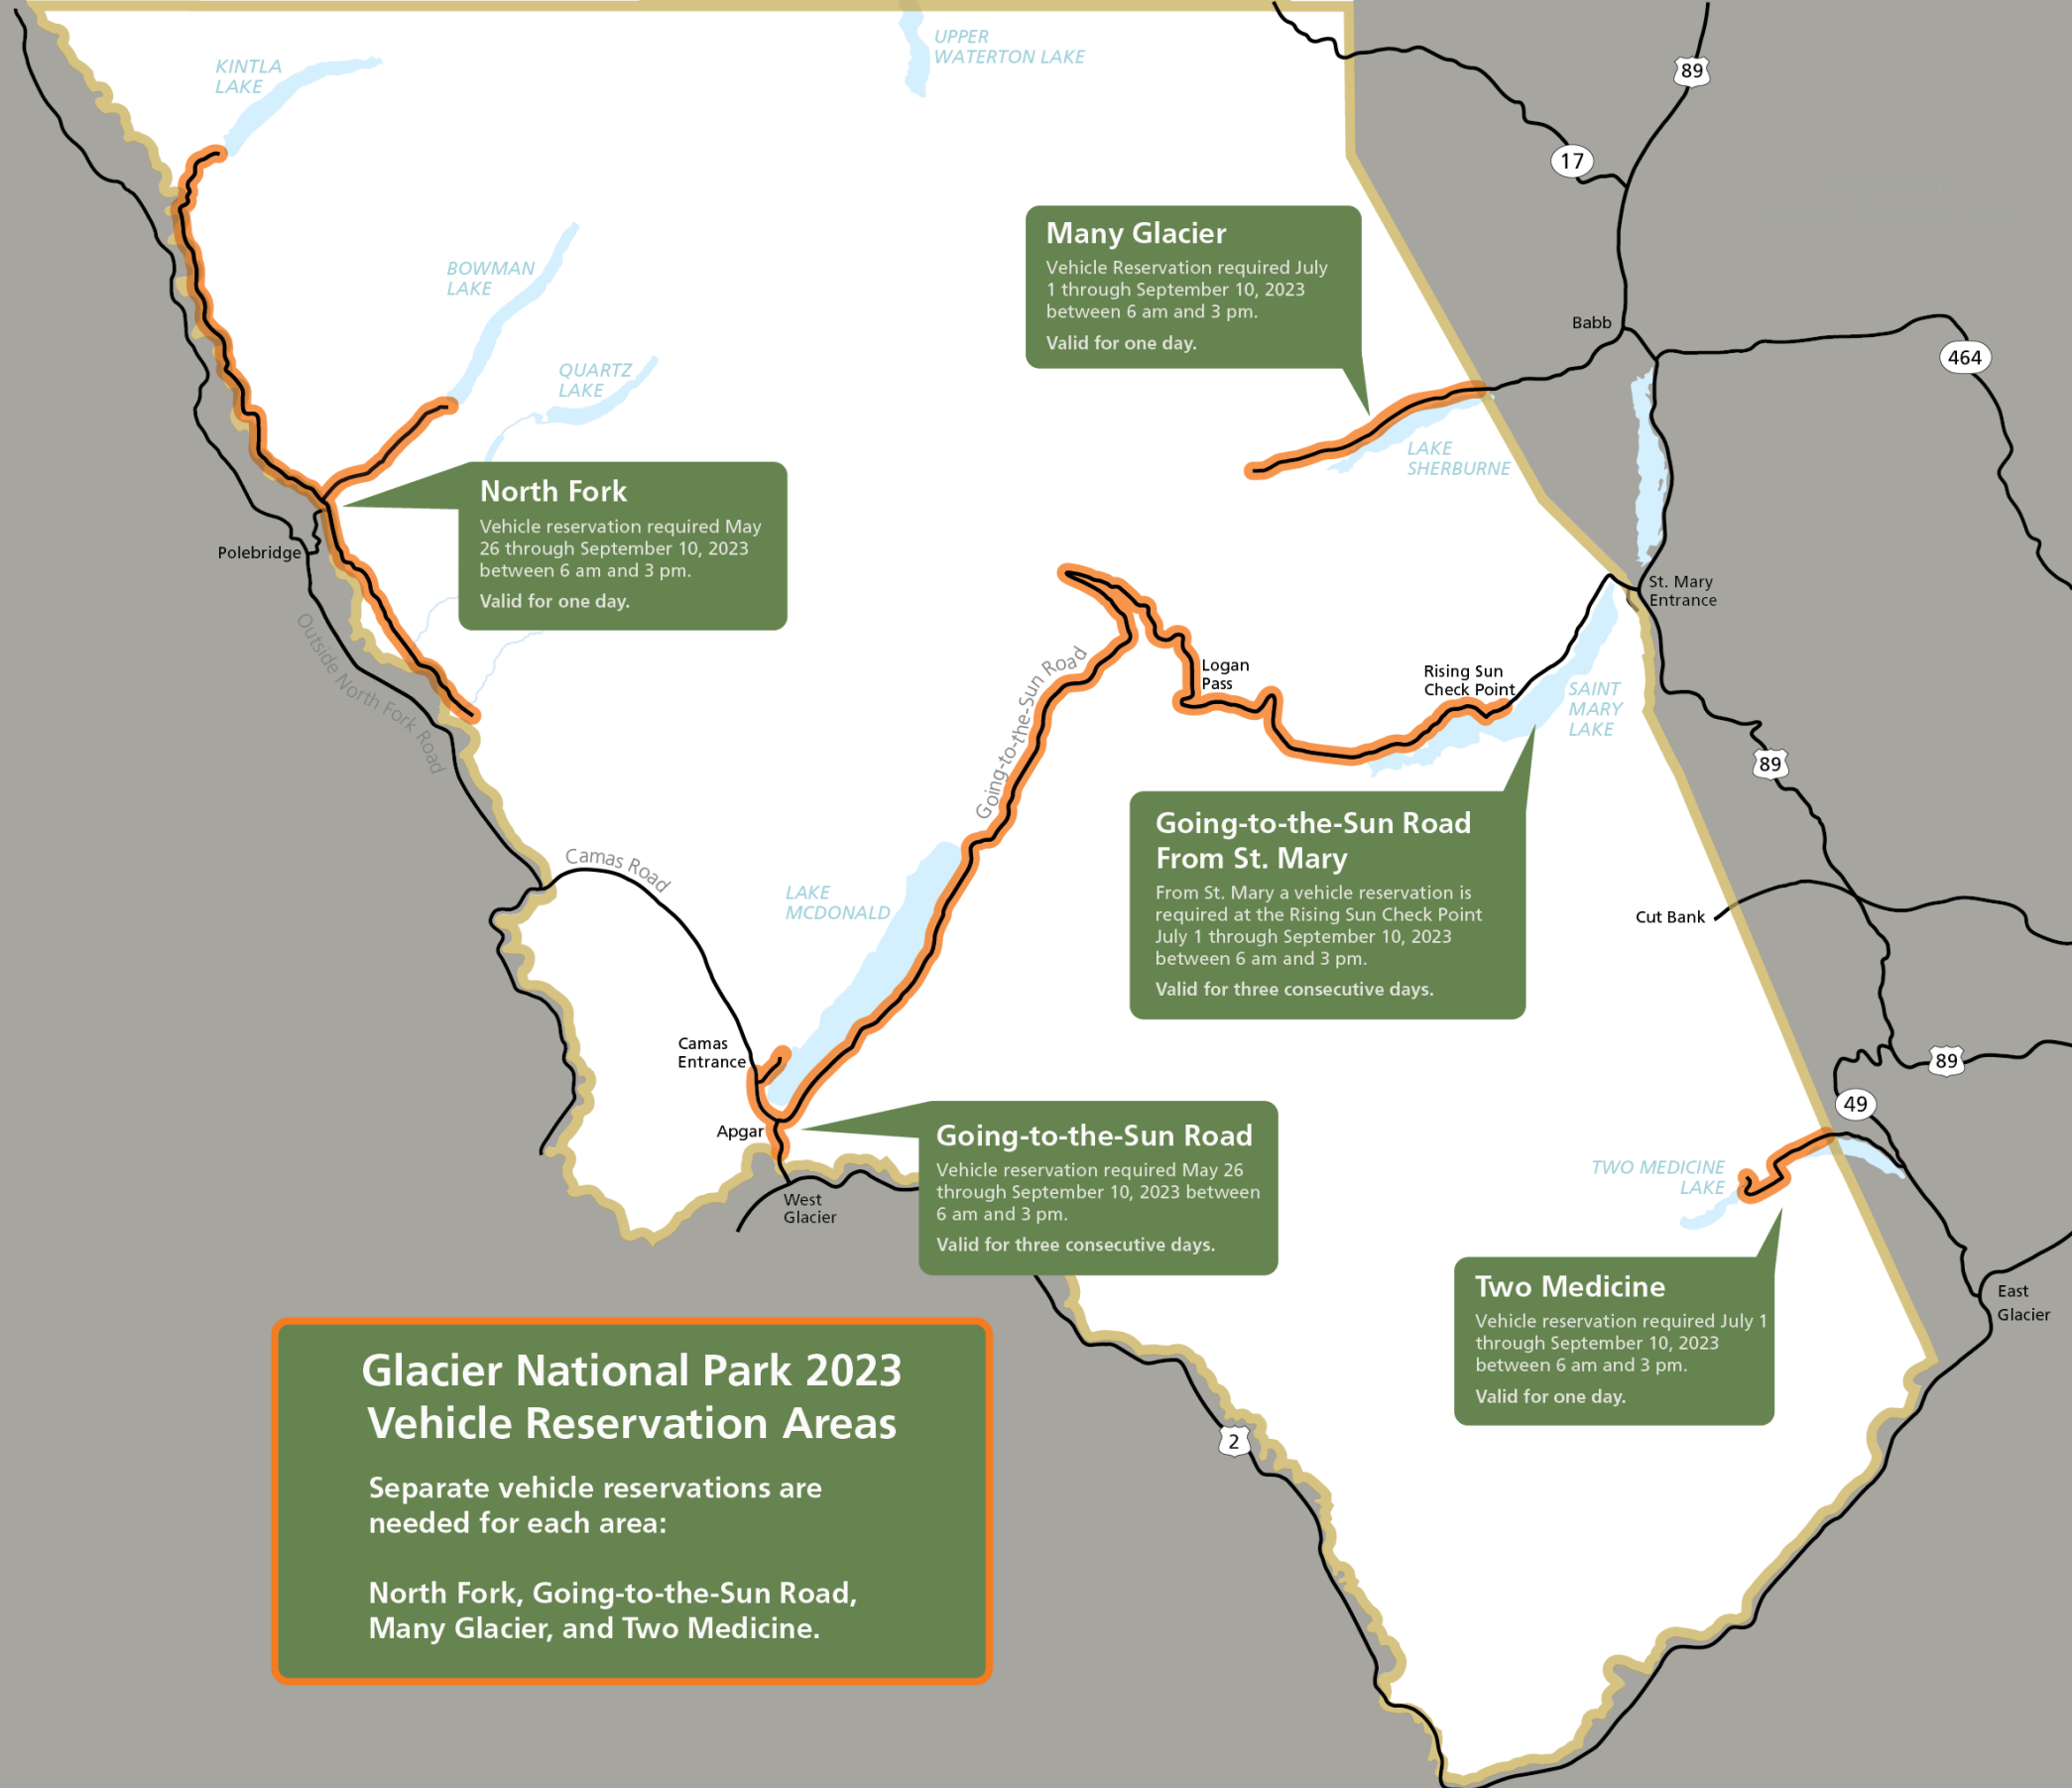 KINTLA
LAKE
UPPER
WATERTON LAKE
89
17
Many Glacier
Vehicle Reservation required July
1 through September 10, 2023
between 6 am and 3 pm.
Valid for one day.
BOWMAN
LAKE
Babb
464
QUARTZ
LAKE
LAKE
SHERBURNE
North Fork
Vehicle reservation required May
26 through September 10, 2023
between 6 am and 3 pm.
Valid for one day.
Polebridge
Outside North Fork Road
St. Mary
Entrance
Going-to-the-Sun Road
Logan
Pass
Rising Sun
Check Point
SAINT
MARY
LAKE
89
Going-to-the-Sun Road
From St. Mary
From St. Mary a vehicle reservation is
required at the Rising Sun Check Point
July 1 through September 10, 2023
between 6 am and 3 pm.
Valid for three consecutive days.
Camas Road
LAKE
MCDONALD
Cut Bank
Camas
Entrance
89
49
Apgar
Going-to-the-Sun Road
Vehicle reservation required May 26
through September 10, 2023 between
6 am and 3 pm.
Valid for three consecutive days.
West
Glacier
TWO MEDICINE
LAKE
Two Medicine
Vehicle reservation required July 1
through September 10, 2023
between 6 am and 3 pm.
Valid for one day.
East
Glacier
2
Glacier National Park 2023
Vehicle Reservation Areas
Separate vehicle reservations are
needed for each area:
North Fork, Going-to-the-Sun Road,
Many Glacier, and Two Medicine.